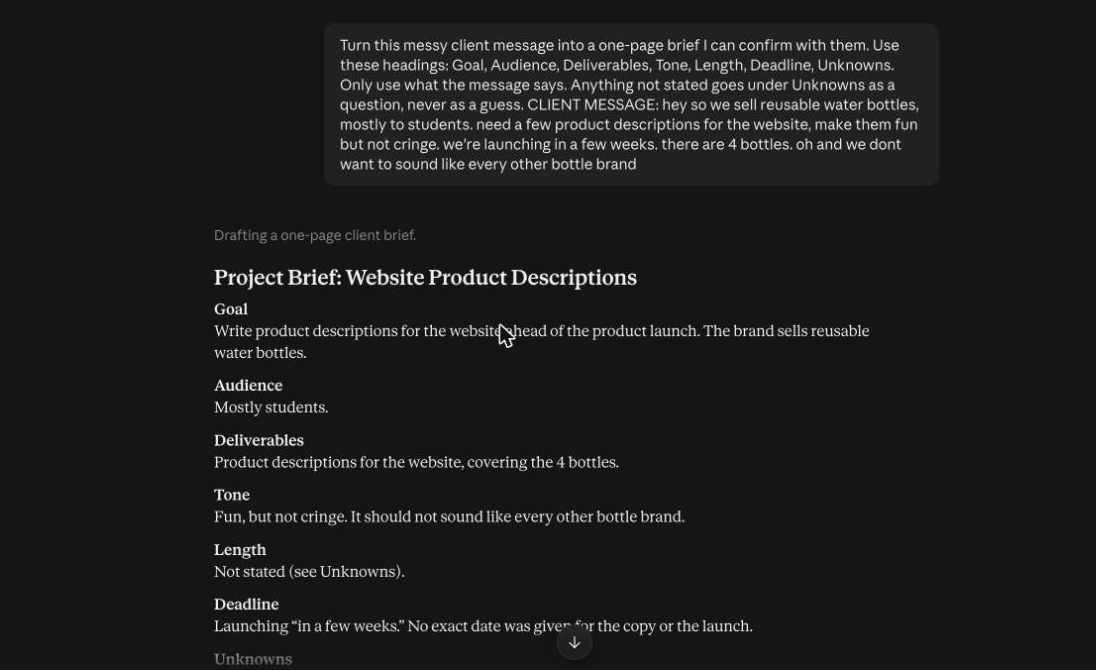 Turn this messy client message into a one-page brief I can confirm with them. Use
these headings: Goal, Audience, Deliverables, Tone, Length, Deadline, Unknowns.
Only use what the message says. Anything not stated goes under Unknowns as a
question, never as a guess. CLIENT MESSAGE: hey so we sell reusable water bottles,
mostly to students. need a few product descriptions for the website, make them fun
but not cringe. we're launching in a few weeks. there are 4 bottles. oh and we dont
want to sound like every other bottle brand
Drafting a one-page client brief.
Project Brief: Website Product Descriptions
Goal
Write product descriptions for the website ahead of the product launch. The brand sells reusable
water bottles.
Audience
Mostly students.
Deliverables
Product descriptions for the website, covering the 4 bottles.
Tone
Fun, but not cringe. It should not sound like every other bottle brand.
Length
Not stated (see Unknowns).
Deadline
Launching “in a few weeks.” No exact date was given for the copy or the launch.
Unknowns